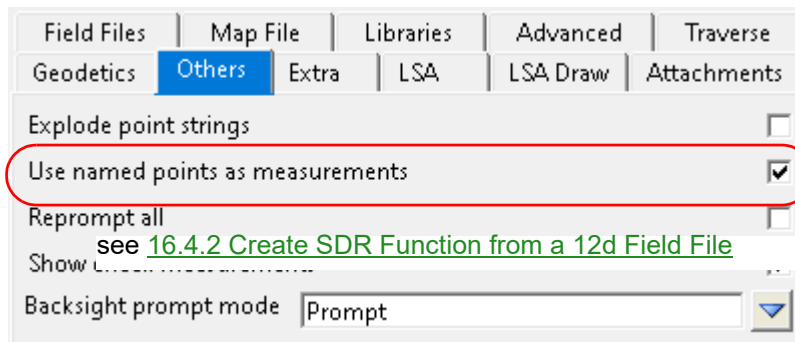 Field Files Map File Libraries Advanced Traverse
Geodetics Others Extra LSA LSA Draw Attachments
Explode point strings
Use named points as measurements
Reprompt all
see 16.4.2 Create SDR Function from a 12d Field File
Show
Backsight prompt mode Prompt